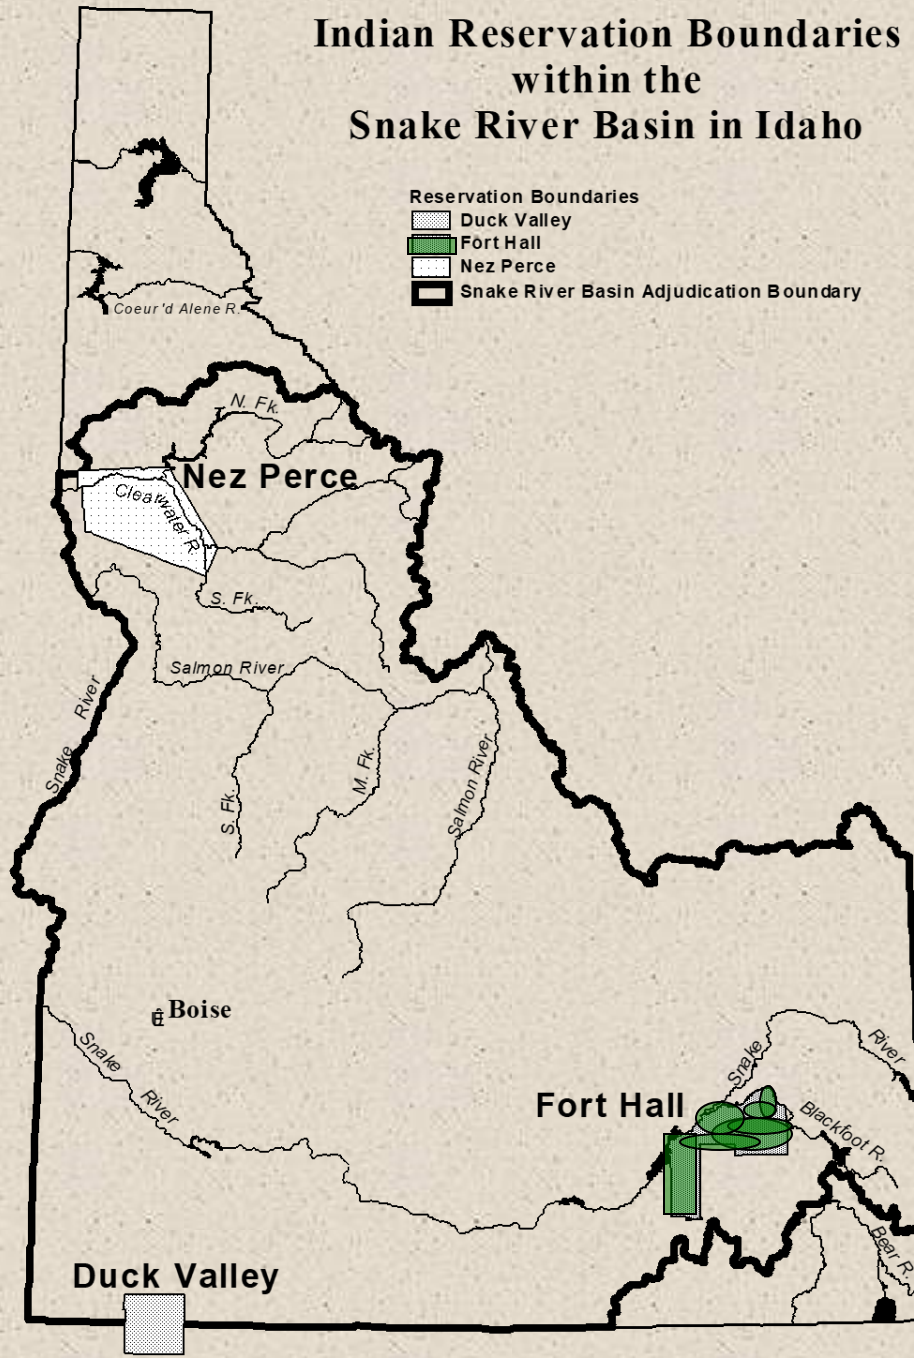 Indian Reservation Boundaries
within the
Snake River Basin in Idaho
Reservation Boundaries
Duck Valley
Fort Hall
Nez Perce
Snake River Basin Adjudication Boundary
Coeur'd Alene R.
N. Fk.
Nez Perce
Clearwater R.
S. Fk.
Salmon River
Snake River
S. Fk.
M. Fk.
Salmon River
Boise
Snake River
Snake River
Fort Hall
Blackfoot R.
Bear R.
Duck Valley